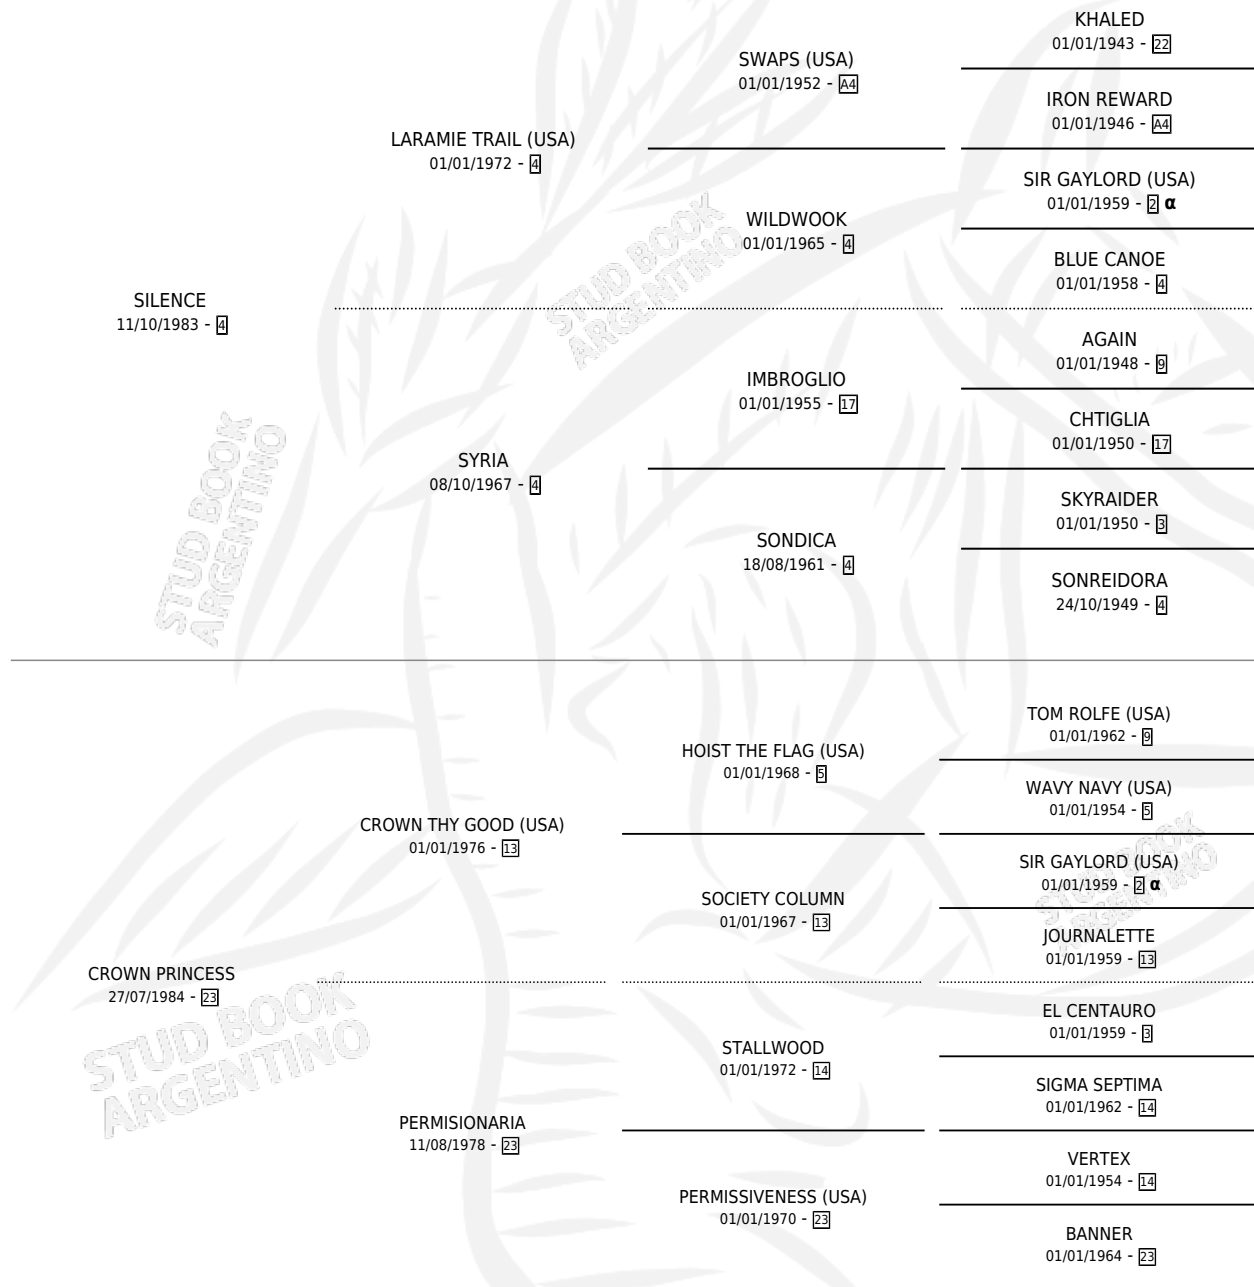 KHALED
01/01/1943 - 22
SWAPS (USA)
01/01/1952 - A4
IRON REWARD
01/01/1946 - A4
LARAMIE TRAIL (USA)
01/01/1972 - 4
SIR GAYLORD (USA)
01/01/1959 - 2 α
WILDWOOK
01/01/1965 - 4
BLUE CANOE
01/01/1958 - 4
SILENCE
11/10/1983 - 4
AGAIN
01/01/1948 - 9
IMBROGLIO
01/01/1955 - 17
CHTIGLIA
01/01/1950 - 17
SYRIA
08/10/1967 - 4
SKYRAIDER
01/01/1950 - 3
SONDICA
18/08/1961 - 4
SONREIDORA
24/10/1949 - 4
TOM ROLFE (USA)
01/01/1962 - 9
HOIST THE FLAG (USA)
01/01/1968 - 5
WAVY NAVY (USA)
01/01/1954 - 5
CROWN THY GOOD (USA)
01/01/1976 - 13
SIR GAYLORD (USA)
01/01/1959 - 2 α
SOCIETY COLUMN
01/01/1967 - 13
JOURNALETTE
01/01/1959 - 13
CROWN PRINCESS
27/07/1984 - 23
EL CENTAURO
01/01/1959 - 3
STALLWOOD
01/01/1972 - 14
SIGMA SEPTIMA
01/01/1962 - 14
PERMISIONARIA
11/08/1978 - 23
VERTEX
01/01/1954 - 14
PERMISSIVENESS (USA)
01/01/1970 - 23
BANNER
01/01/1964 - 23
STUD BOOK
ARGENTINO
STUD BOOK
ARGENTINO
STUD BOOK
ARGENTINO
STUD BOOK
ARGENTINO